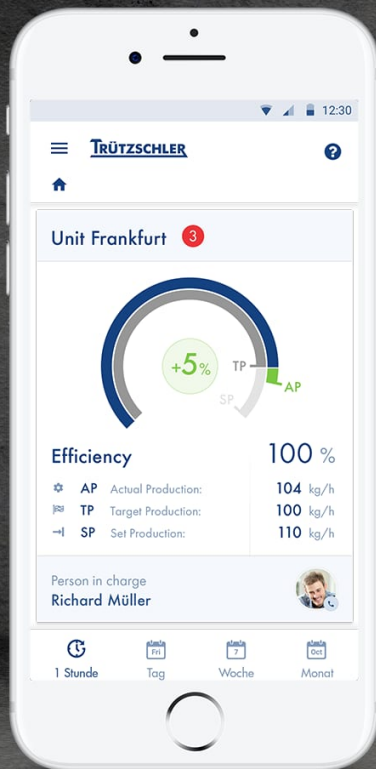 12:30
TRÜTZSCHLER ?
Unit Frankfurt 3
+5%
TP
AP
SP
Efficiency 100 %
AP Actual Production: 104 kg/h
TP Target Production: 100 kg/h
SP Set Production: 110 kg/h
Person in charge
Richard Müller
Fri 7 Oct
1 Stunde Tag Woche Monat